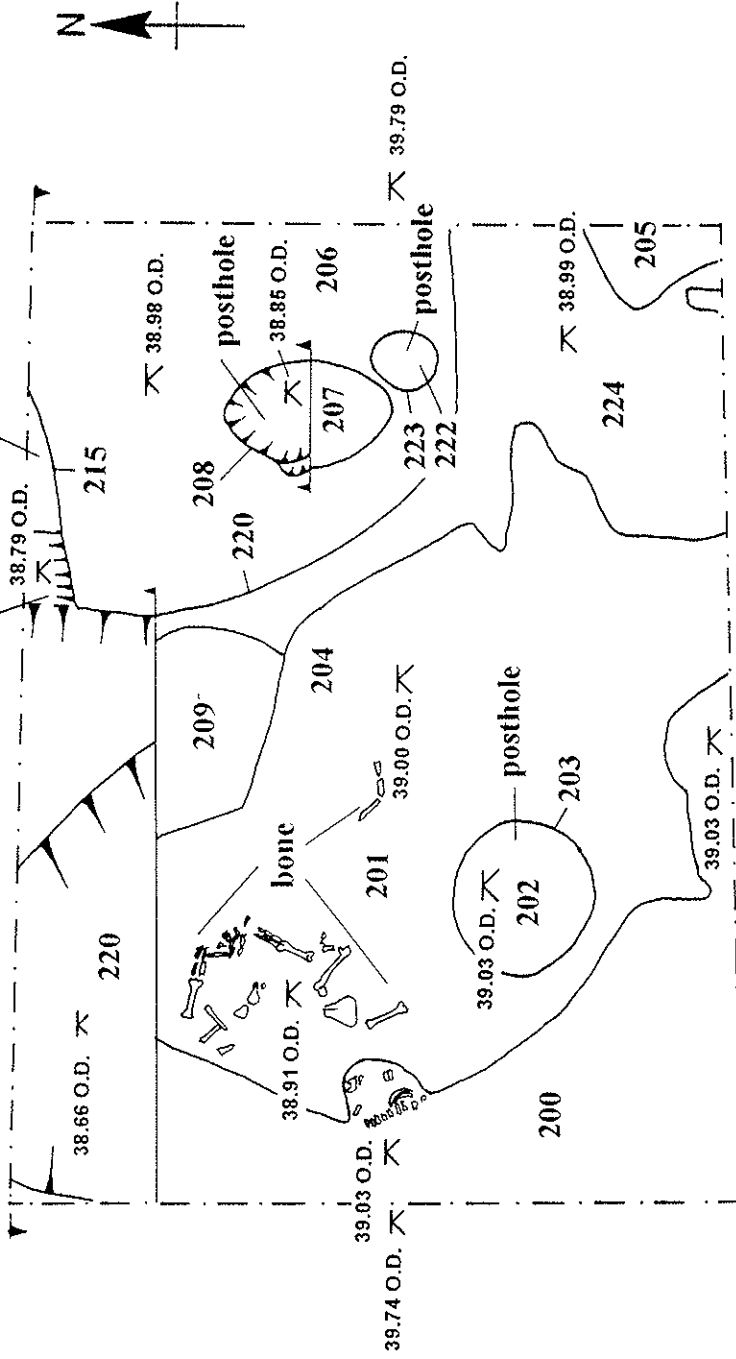 N
39.79 O.D.
38.79 O.D.
215
38.98 O.D.
posthole
38.85 O.D.
206
208
207
posthole
223
222
220
38.99 O.D.
205
224
209
204
39.00 O.D.
bone
201
posthole
203
39.03 O.D.
202
39.03 O.D.
220
38.66 O.D.
38.91 O.D.
200
39.03 O.D.
39.74 O.D.